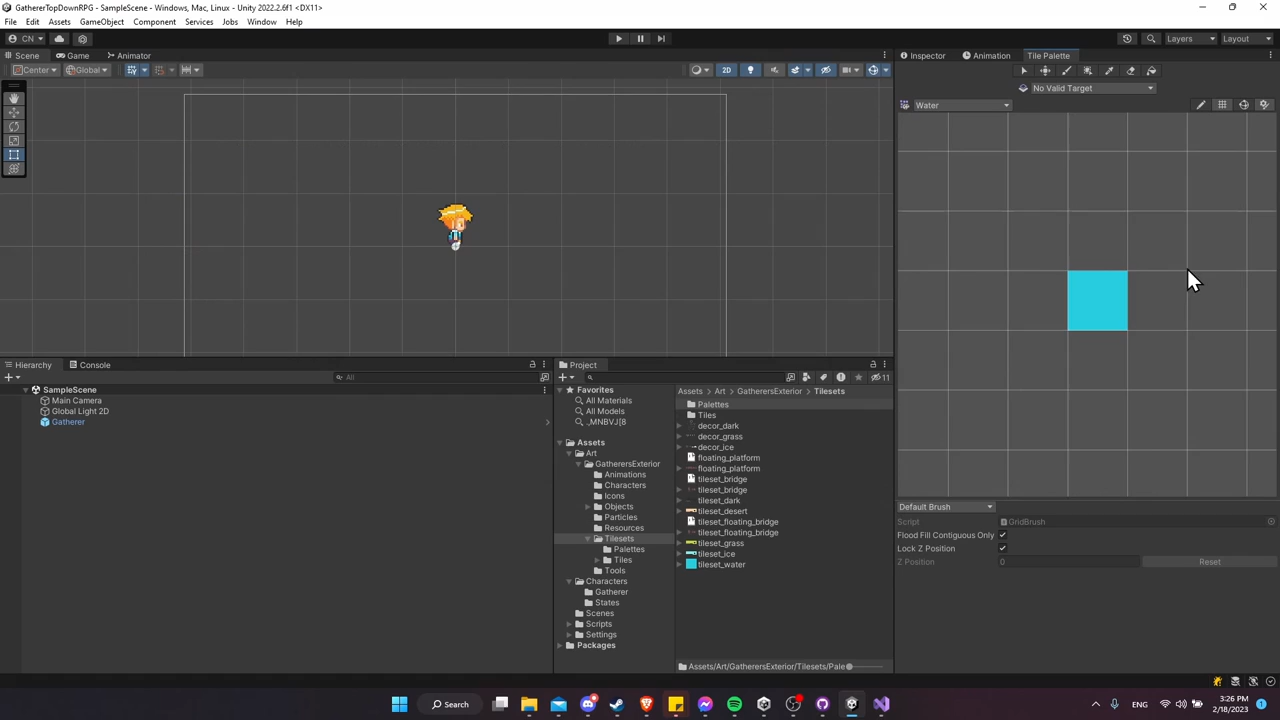 GathererTopDownRPG - SampleScene - Windows, Mac, Linux - Unity 2022.2.6f1 <DX11>
File Edit Assets GameObject Component Services Jobs Window Help
CN Layers Layout
Scene Game Animator
Center Global 2D
Inspector Animation Tile Palette
No Valid Target
Water
Default Brush
Script GridBrush
Flood Fill Contiguous Only
Lock Z Position
Z Position 0 Reset
Hierarchy Console
All
SampleScene
Main Camera
Global Light 2D
Gatherer
Project
11
Favorites
All Materials
All Models
._MNBVJ[8
Assets
Art
GatherersExterior
Animations
Characters
Icons
Objects
Particles
Resources
Tilesets
Palettes
Tiles
Tools
Characters
Gatherer
States
Scenes
Scripts
Settings
Packages
Assets Art GatherersExterior Tilesets
Palettes
Tiles
decor_dark
decor_grass
decor_ice
floating_platform
floating_platform
tileset_bridge
tileset_bridge
tileset_dark
tileset_desert
tileset_floating_bridge
tileset_floating_bridge
tileset_grass
tileset_ice
tileset_water
Assets/Art/GatherersExterior/Tilesets/Pale
Search
3:26 PM
2/18/2023